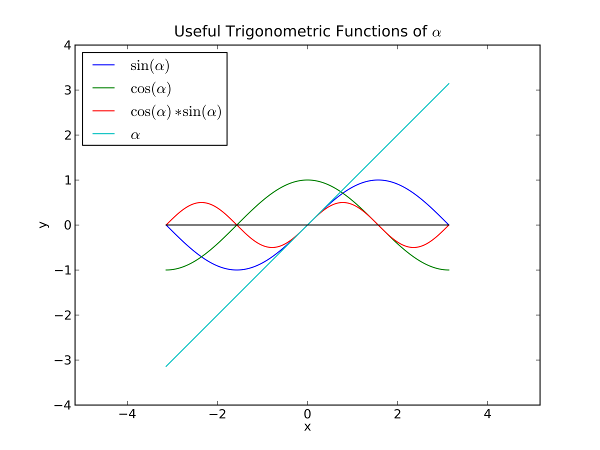 Useful Trigonometric Functions of α
sin(α)
cos(α)
cos(α)*sin(α)
α
4
3
2
1
0
−1
−2
−3
−4
y
−4 −2 0 2 4
x